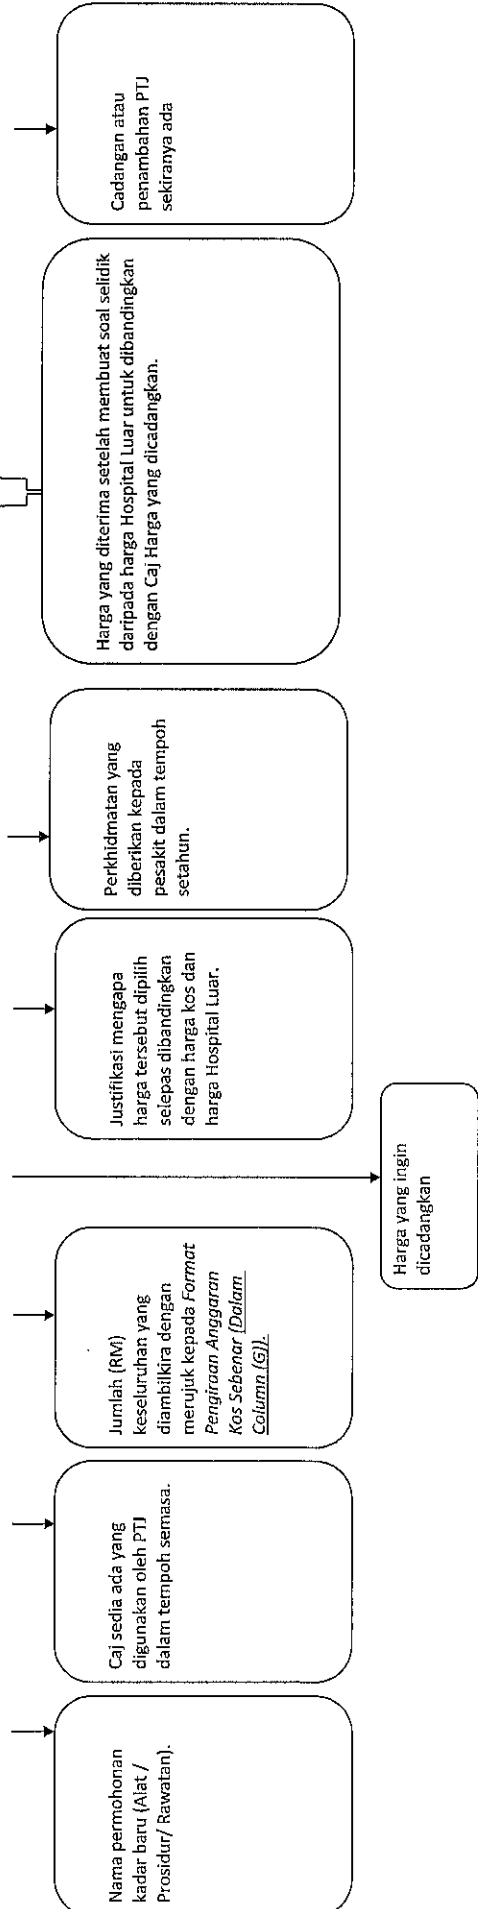 Nama permohonan
kadar baru (Alat /
Prosidur/ Rawatan).
Caj sedia ada yang
digunakan oleh PTJ
dalam tempoh semasa.
Jumlah (RM)
keseluruhan yang
diambilkira dengan
merujuk kepada Format
Pengiraan Anggaran
Kos Sebenar (Dalam
Column (G)).
Harga yang ingin
dicadangkan
Justifikasi mengapa
harga tersebut dipilih
selepas dibandingkan
dengan harga kos dan
harga Hospital Luar.
Perkhidmatan yang
diberikan kepada
pesakit dalam tempoh
setahun.
Harga yang diterima setelah membuat soal selidik
daripada harga Hospital Luar untuk dibandingkan
dengan Caj Harga yang dicadangkan.
Cadangan atau
penambahan PTJ
sekiranya ada